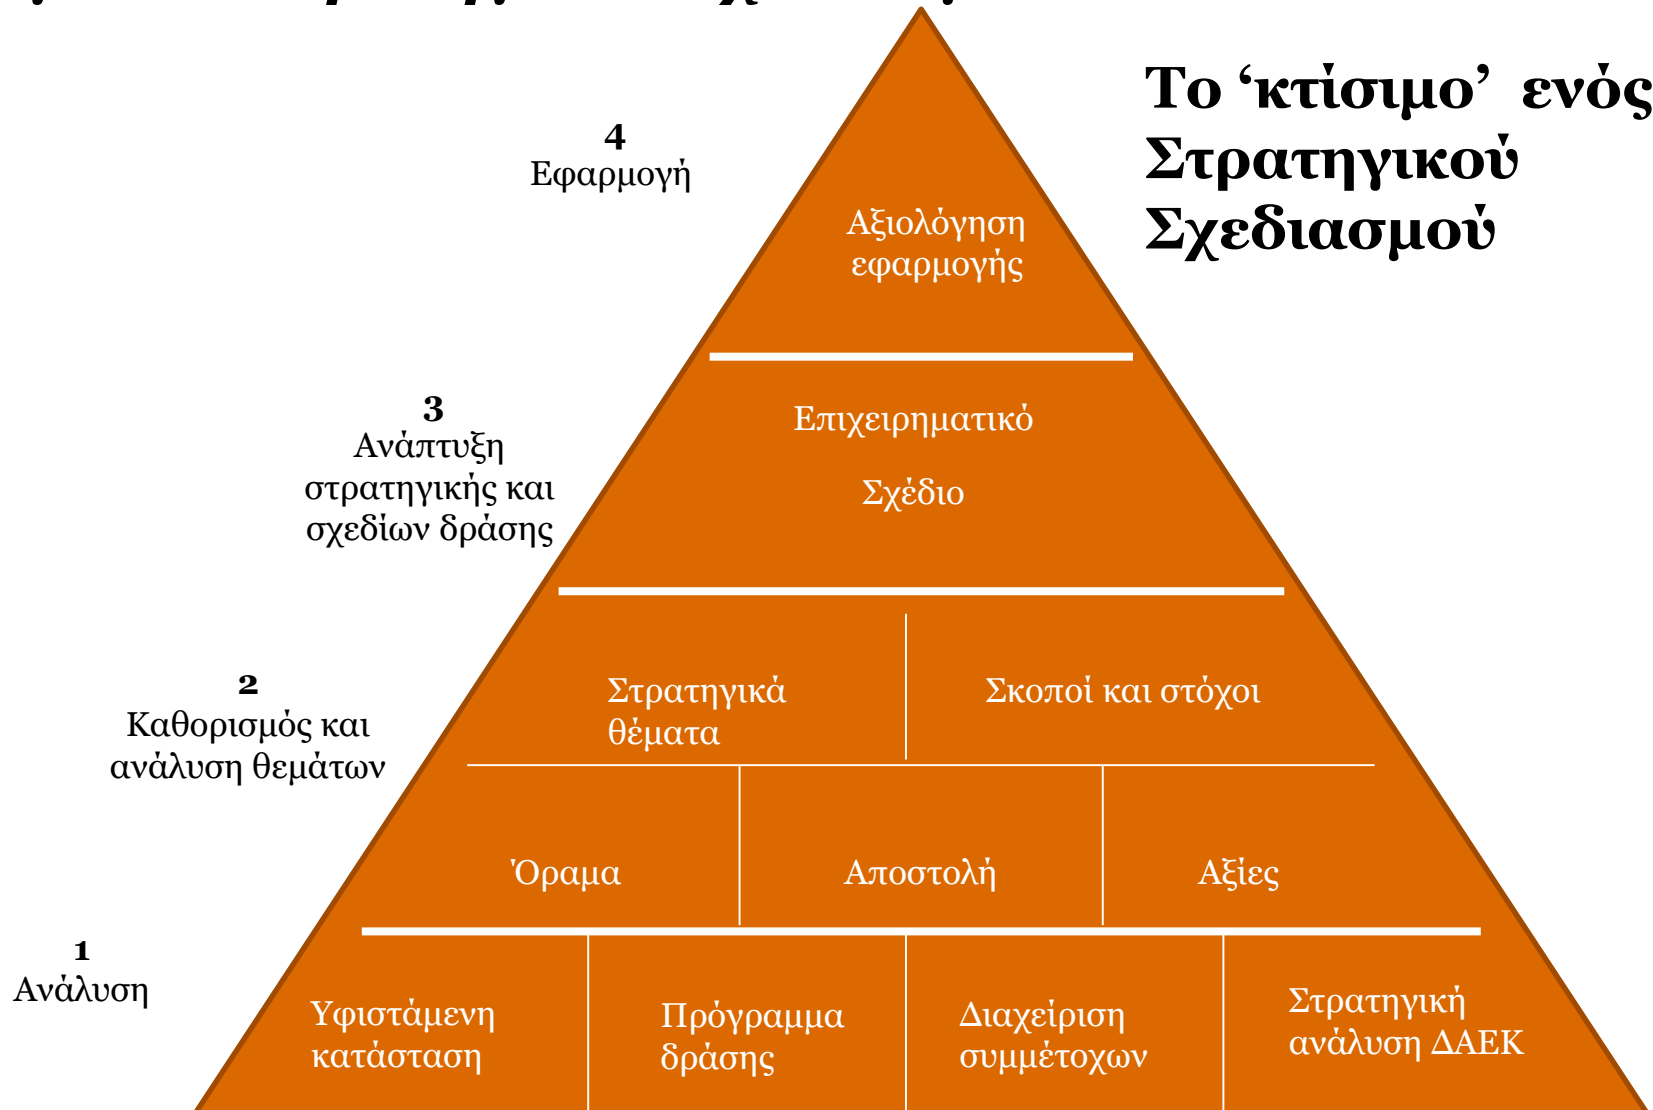 Το ‘κτίσιμο’ ενός
Στρατηγικού
Σχεδιασμού
4
Εφαρμογή
Αξιολόγηση
εφαρμογής
3
Ανάπτυξη
στρατηγικής και
σχεδίων δράσης
Επιχειρηματικό
Σχέδιο
2
Καθορισμός και
ανάλυση θεμάτων
Στρατηγικά
θέματα
Σκοποί και στόχοι
Όραμα
Αποστολή
Αξίες
1
Ανάλυση
Υφιστάμενη
κατάσταση
Πρόγραμμα
δράσης
Διαχείριση
συμμέτοχων
Στρατηγική
ανάλυση ΔΑΕΚ